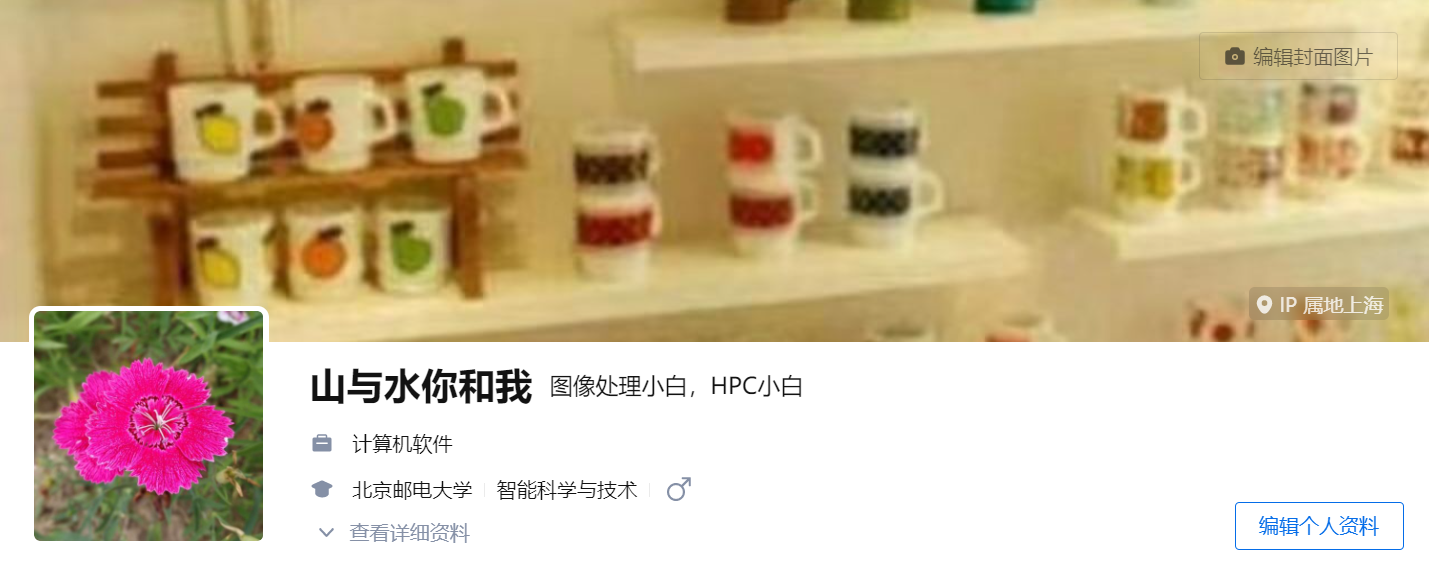 编辑封面图片
IP 属地上海
山与水你和我 图像处理小白，HPC小白
计算机软件
北京邮电大学 智能科学与技术
查看详细资料
编辑个人资料